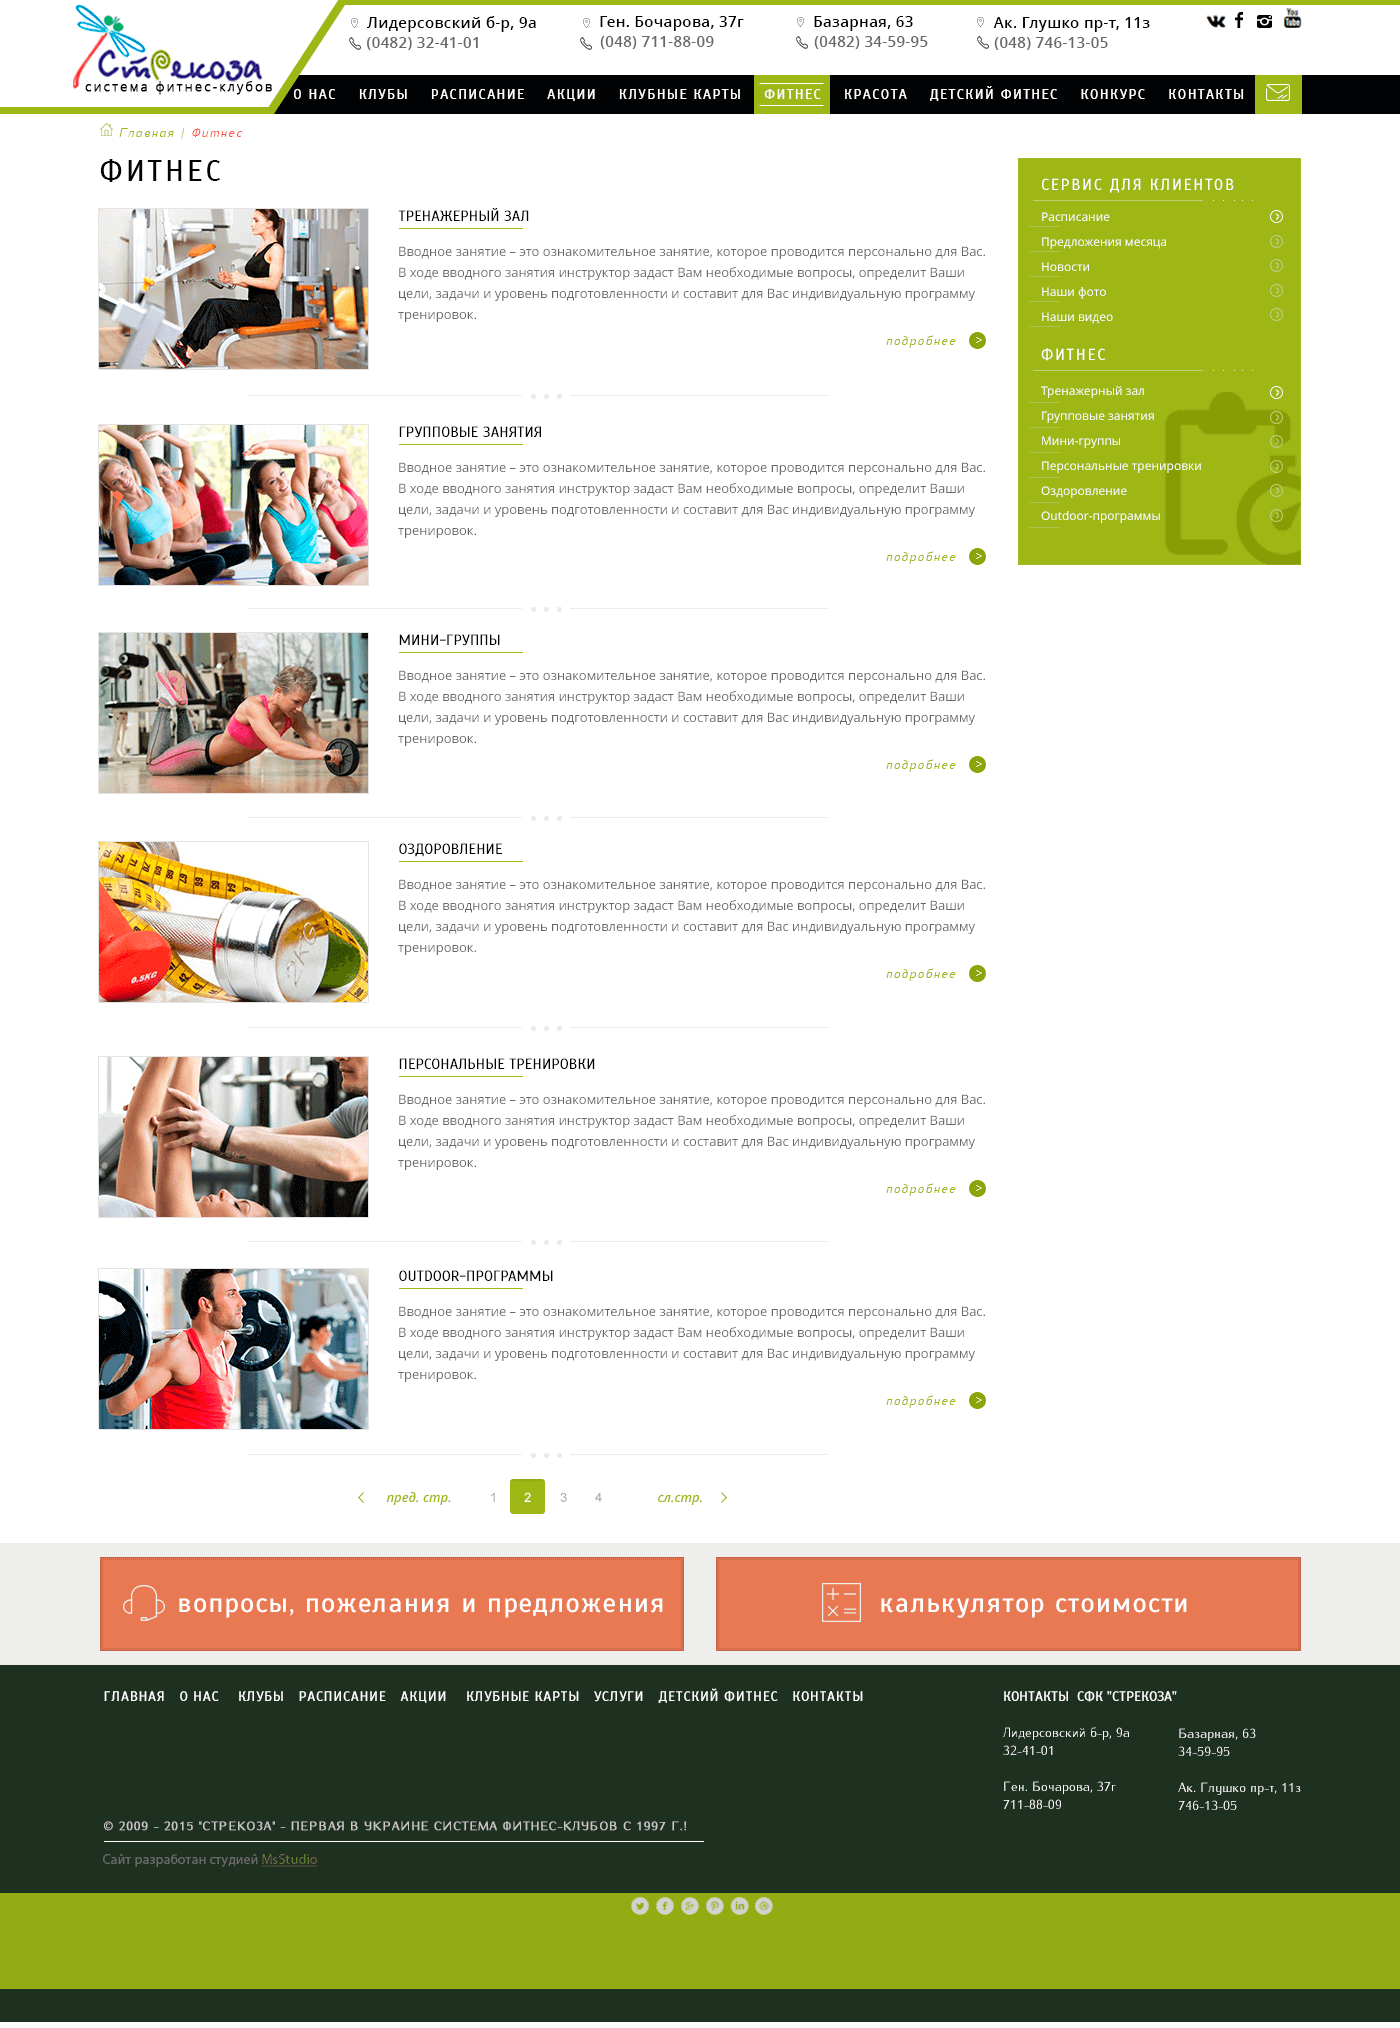 Стрекоза
система фитнес-клубов
Лидерсовский б-р, 9а
(0482) 32-41-01
Ген. Бочарова, 37г
(048) 711-88-09
Базарная, 63
(0482) 34-59-95
Ак. Глушко пр-т, 11з
(048) 746-13-05
You Tube
О НАС КЛУБЫ РАСПИСАНИЕ АКЦИИ КЛУБНЫЕ КАРТЫ ФИТНЕС КРАСОТА ДЕТСКИЙ ФИТНЕС КОНКУРС КОНТАКТЫ
Главная | Фитнес
ФИТНЕС
ТРЕНАЖЕРНЫЙ ЗАЛ
Вводное занятие – это ознакомительное занятие, которое проводится персонально для Вас.
В ходе вводного занятия инструктор задаст Вам необходимые вопросы, определит Ваши
цели, задачи и уровень подготовленности и составит для Вас индивидуальную программу
тренировок.
подробнее >
ГРУППОВЫЕ ЗАНЯТИЯ
Вводное занятие – это ознакомительное занятие, которое проводится персонально для Вас.
В ходе вводного занятия инструктор задаст Вам необходимые вопросы, определит Ваши
цели, задачи и уровень подготовленности и составит для Вас индивидуальную программу
тренировок.
подробнее >
МИНИ-ГРУППЫ
Вводное занятие – это ознакомительное занятие, которое проводится персонально для Вас.
В ходе вводного занятия инструктор задаст Вам необходимые вопросы, определит Ваши
цели, задачи и уровень подготовленности и составит для Вас индивидуальную программу
тренировок.
подробнее >
ОЗДОРОВЛЕНИЕ
Вводное занятие – это ознакомительное занятие, которое проводится персонально для Вас.
В ходе вводного занятия инструктор задаст Вам необходимые вопросы, определит Ваши
цели, задачи и уровень подготовленности и составит для Вас индивидуальную программу
тренировок.
подробнее >
0.5KG
ПЕРСОНАЛЬНЫЕ ТРЕНИРОВКИ
Вводное занятие – это ознакомительное занятие, которое проводится персонально для Вас.
В ходе вводного занятия инструктор задаст Вам необходимые вопросы, определит Ваши
цели, задачи и уровень подготовленности и составит для Вас индивидуальную программу
тренировок.
подробнее >
OUTDOOR-ПРОГРАММЫ
Вводное занятие – это ознакомительное занятие, которое проводится персонально для Вас.
В ходе вводного занятия инструктор задаст Вам необходимые вопросы, определит Ваши
цели, задачи и уровень подготовленности и составит для Вас индивидуальную программу
тренировок.
подробнее >
СЕРВИС ДЛЯ КЛИЕНТОВ
Расписание
Предложения месяца
Новости
Наши фото
Наши видео
ФИТНЕС
Тренажерный зал
Групповые занятия
Мини-группы
Персональные тренировки
Оздоровление
Outdoor-программы
пред. стр. 1 2 3 4 сл.стр.
вопросы, пожелания и предложения
калькулятор стоимости
ГЛАВНАЯ О НАС КЛУБЫ РАСПИСАНИЕ АКЦИИ КЛУБНЫЕ КАРТЫ УСЛУГИ ДЕТСКИЙ ФИТНЕС КОНТАКТЫ
КОНТАКТЫ СФК "СТРЕКОЗА"
Лидерсовский б-р, 9а
32-41-01
Базарная, 63
34-59-95
Ген. Бочарова, 37г
711-88-09
Ак. Глушко пр-т, 11з
746-13-05
© 2009 - 2015 "СТРЕКОЗА" - ПЕРВАЯ В УКРАИНЕ СИСТЕМА ФИТНЕС-КЛУБОВ С 1997 Г.!
Сайт разработан студией MsStudio